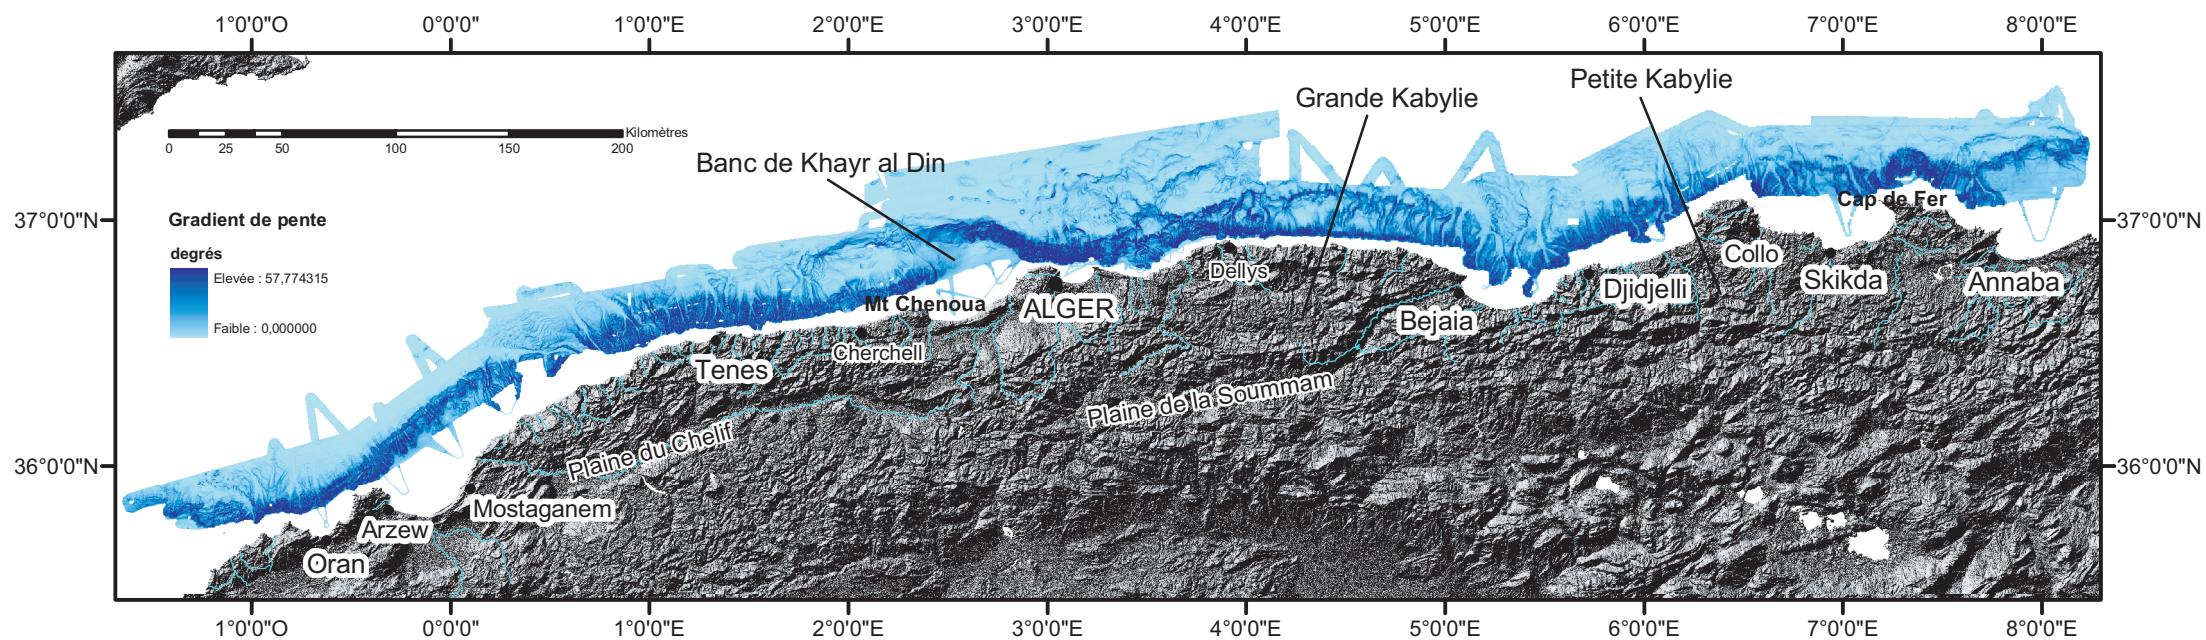 1°0'0"O 0°0'0" 1°0'0"E 2°0'0"E 3°0'0"E 4°0'0"E 5°0'0"E 6°0'0"E 7°0'0"E 8°0'0"E
Petite Kabylie
Grande Kabylie
Kilomètres
0 25 50 100 150 200
Banc de Khayr al Din
37°0'0"N 37°0'0"N
Gradient de pente
degrés
Elevée : 57,774315
Faible : 0,000000
Cap de Fer
Collo
Dellys
Skikda
Annaba
Djidjelli
Mt Chenoua
ALGER
Bejaia
Cherchell
Tenes
Plaine de la Soummam
Plaine du Chelif
36°0'0"N 36°0'0"N
Mostaganem
Arzew
Oran
1°0'0"O 0°0'0" 1°0'0"E 2°0'0"E 3°0'0"E 4°0'0"E 5°0'0"E 6°0'0"E 7°0'0"E 8°0'0"E